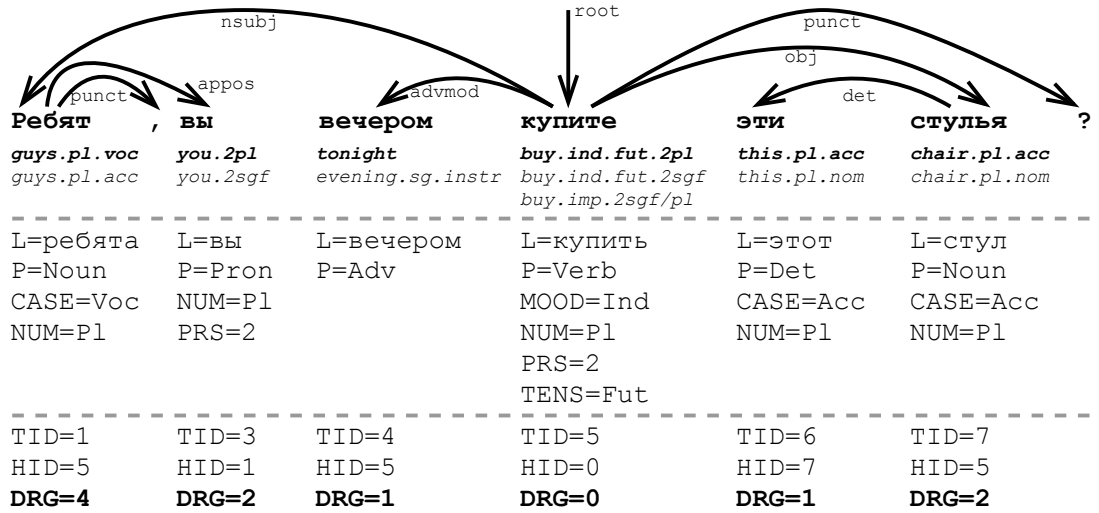 nsubj root punct
obj
punct appos advmod det
Ребят , вы вечером купите эти стулья ?
guys.pl.voc you.2pl tonight buy.ind.fut.2pl this.pl.acc chair.pl.acc
guys.pl.acc you.2sgf evening.sg.instr buy.ind.fut.2sgf this.pl.nom chair.pl.nom
buy.imp.2sgf/pl
L=ребята L=вы L=вечером L=купить L=этот L=стул
P=Noun P=Pron P=Adv P=Verb P=Det P=Noun
CASE=Voc NUM=Pl MOOD=Ind CASE=Acc CASE=Acc
NUM=Pl PRS=2 NUM=Pl NUM=Pl NUM=Pl
PRS=2
TENS=Fut
TID=1 TID=3 TID=4 TID=5 TID=6 TID=7
HID=5 HID=1 HID=5 HID=0 HID=7 HID=5
DRG=4 DRG=2 DRG=1 DRG=0 DRG=1 DRG=2